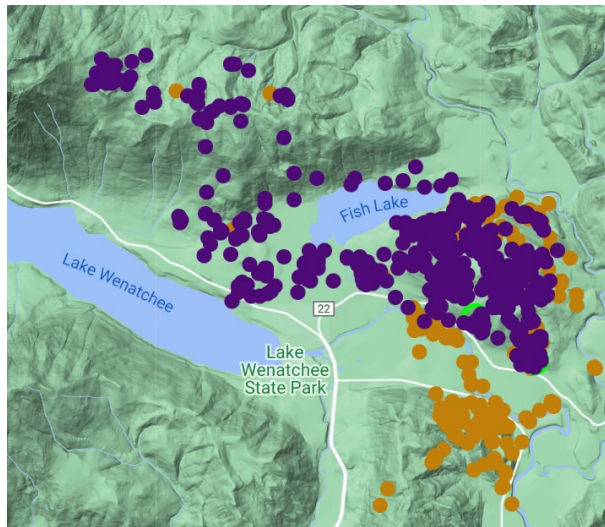 Fish Lake
Lake Wenatchee
22
Lake
Wenatchee
State Park